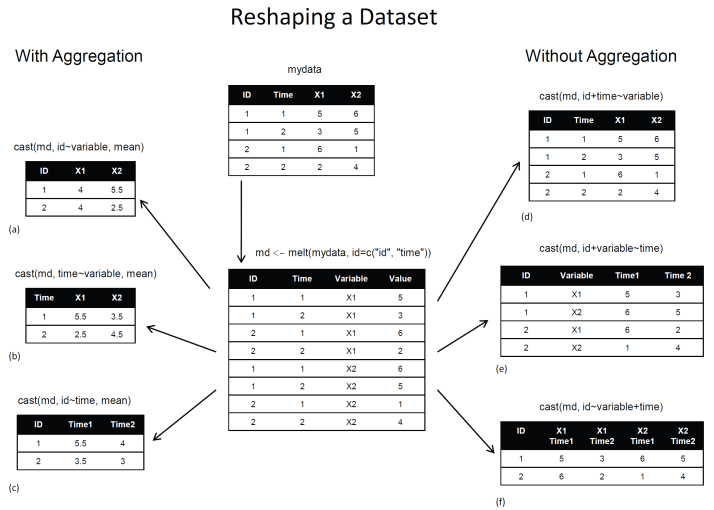 Reshaping a Dataset
With Aggregation
Without Aggregation
mydata
ID Time X1 X2
1 1 5 6
1 2 3 5
2 1 6 1
2 2 2 4
cast(md, id~variable, mean)
ID X1 X2
1 4 5.5
2 4 2.5
(a)
cast(md, time~variable, mean)
Time X1 X2
1 5.5 3.5
2 2.5 4.5
(b)
cast(md, id~time, mean)
ID Time1 Time2
1 5.5 4
2 3.5 3
(c)
md <- melt(mydata, id=c("id", "time"))
ID Time Variable Value
1 1 X1 5
1 2 X1 3
2 1 X1 6
2 2 X1 2
1 1 X2 6
1 2 X2 5
2 1 X2 1
2 2 X2 4
cast(md, id+time~variable)
ID Time X1 X2
1 1 5 6
1 2 3 5
2 1 6 1
2 2 2 4
(d)
cast(md, id+variable~time)
ID Variable Time1 Time 2
1 X1 5 3
1 X2 6 5
2 X1 6 2
2 X2 1 4
(e)
cast(md, id~variable+time)
ID X1 X1 X2 X2
Time1 Time2 Time1 Time2
1 5 3 6 5
2 6 2 1 4
(f)